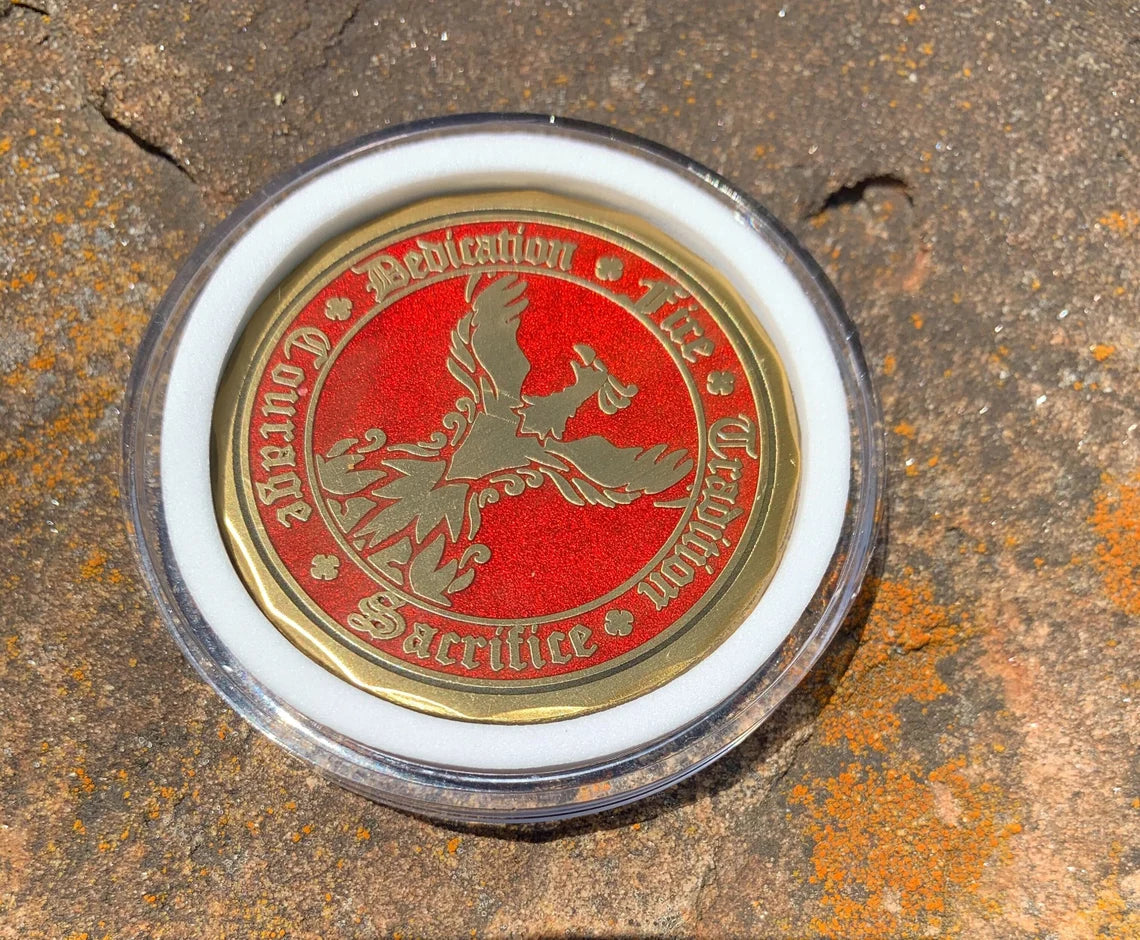 Courage
Dedication
Fire
Tradition
Sacrifice